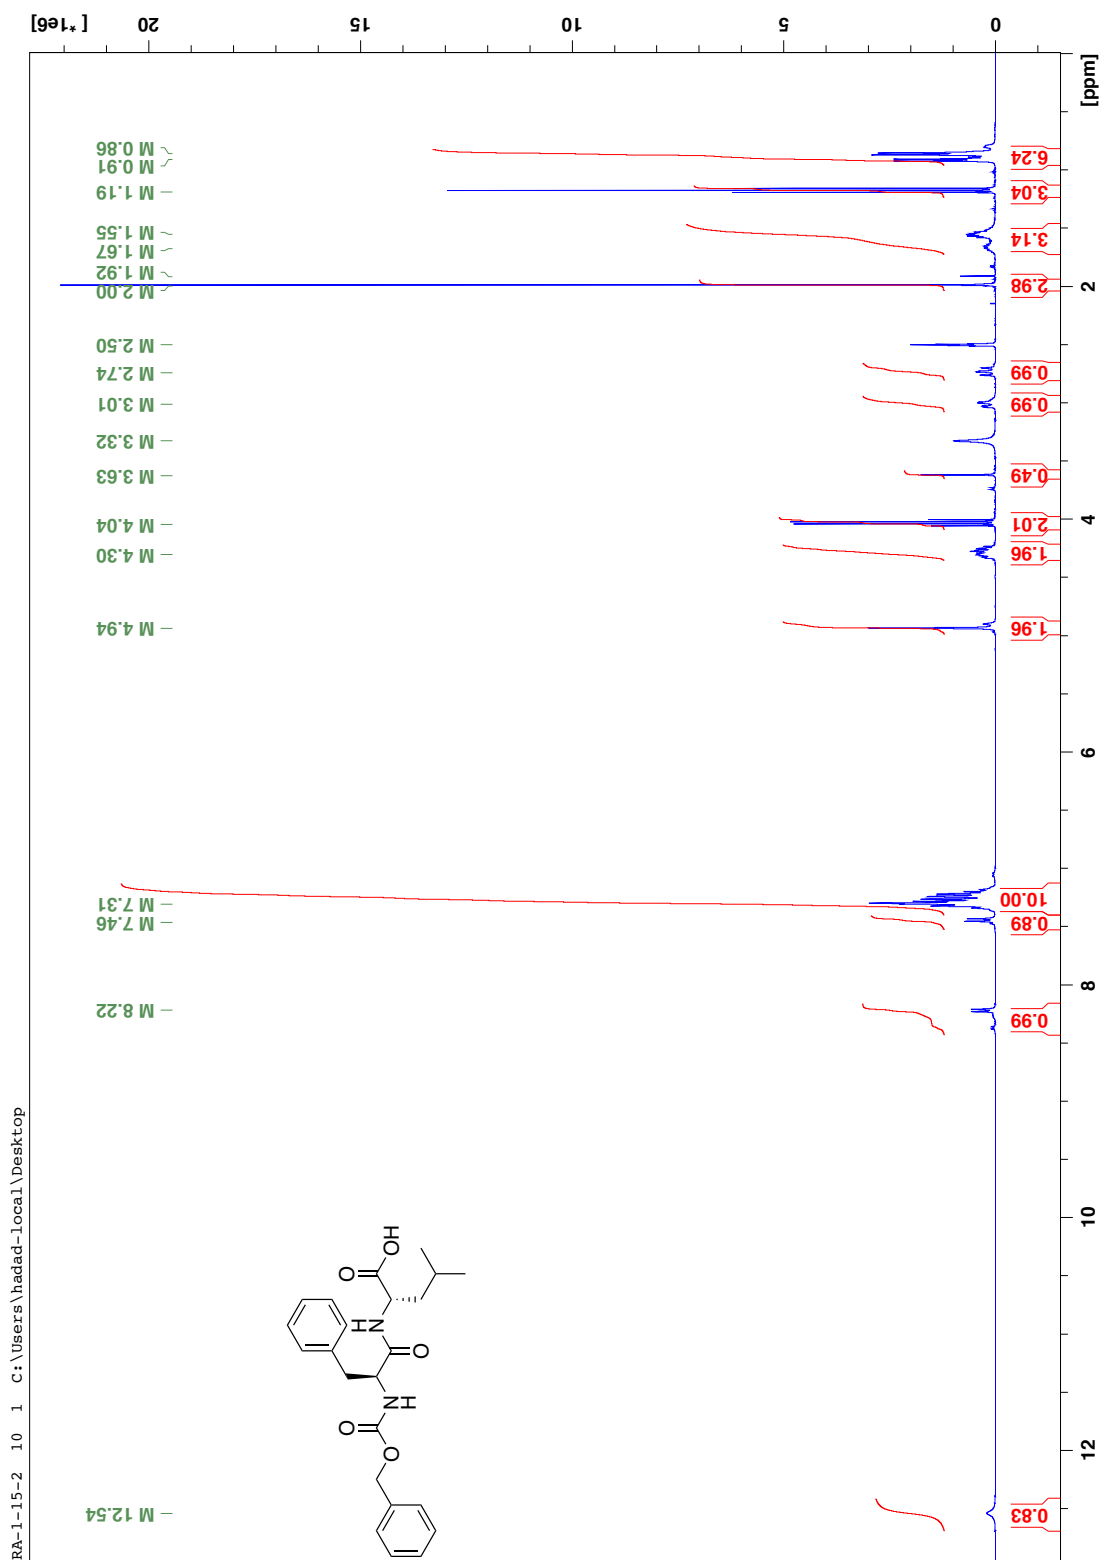 RA-1-15-2 10 1 C:\Users\hadad-local\Desktop
M 12.54
M 8.22
M 7.46
M 7.31
M 4.94
M 4.30
M 4.04
M 3.63
M 3.32
M 3.01
M 2.74
M 2.50
M 2.00
M 1.92
M 1.67
M 1.55
M 1.19
M 0.91
M 0.86
[ *1e6]
20
15
10
5
0
O
O
N
H
O
H
N
O
OH
0.83
0.99
0.89
10.00
1.96
1.96
2.01
0.49
0.99
0.99
2.98
3.14
3.04
6.24
12
10
8
6
4
2
[ppm]